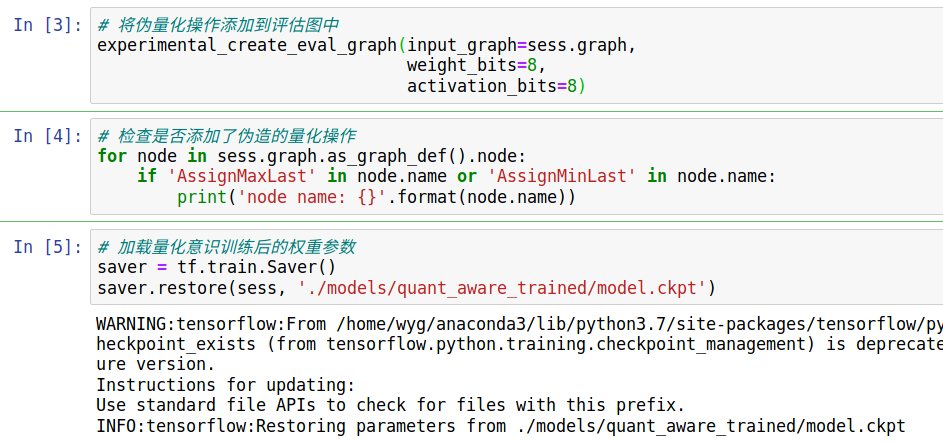 In [3]: # 将伪量化操作添加到评估图中
experimental_create_eval_graph(input_graph=sess.graph,
weight_bits=8,
activation_bits=8)
In [4]: # 检查是否添加了伪造的量化操作
for node in sess.graph.as_graph_def().node:
if 'AssignMaxLast' in node.name or 'AssignMinLast' in node.name:
print('node name: {}'.format(node.name))
In [5]: # 加载量化意识训练后的权重参数
saver = tf.train.Saver()
saver.restore(sess, './models/quant_aware_trained/model.ckpt')
WARNING:tensorflow:From /home/wyg/anaconda3/lib/python3.7/site-packages/tensorflow/py
heckpoint_exists (from tensorflow.python.training.checkpoint_management) is deprecate
ure version.
Instructions for updating:
Use standard file APIs to check for files with this prefix.
INFO:tensorflow:Restoring parameters from ./models/quant_aware_trained/model.ckpt